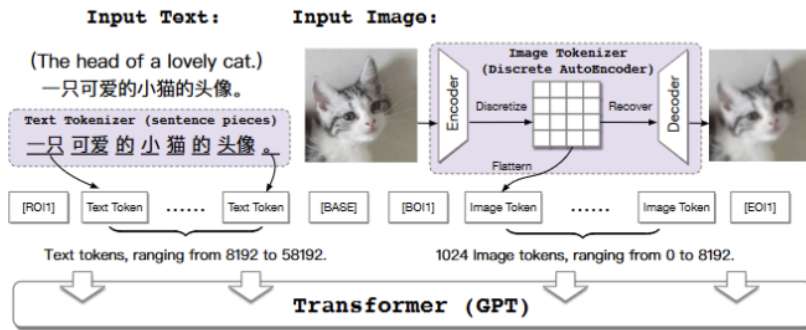 Input Text:
Input Image:
(The head of a lovely cat.)
一只可爱的小猫的头像。
Text Tokenizer (sentence pieces)
一只 可爱 的 小 猫 的 头像 。
Image Tokenizer
(Discrete AutoEncoder)
Encoder
Discretize
Recover
Decoder
Flattern
[ROI1]
Text Token
......
Text Token
[BASE]
[BOI1]
Image Token
......
Image Token
[EOI1]
Text tokens, ranging from 8192 to 58192.
1024 Image tokens, ranging from 0 to 8192.
Transformer (GPT)